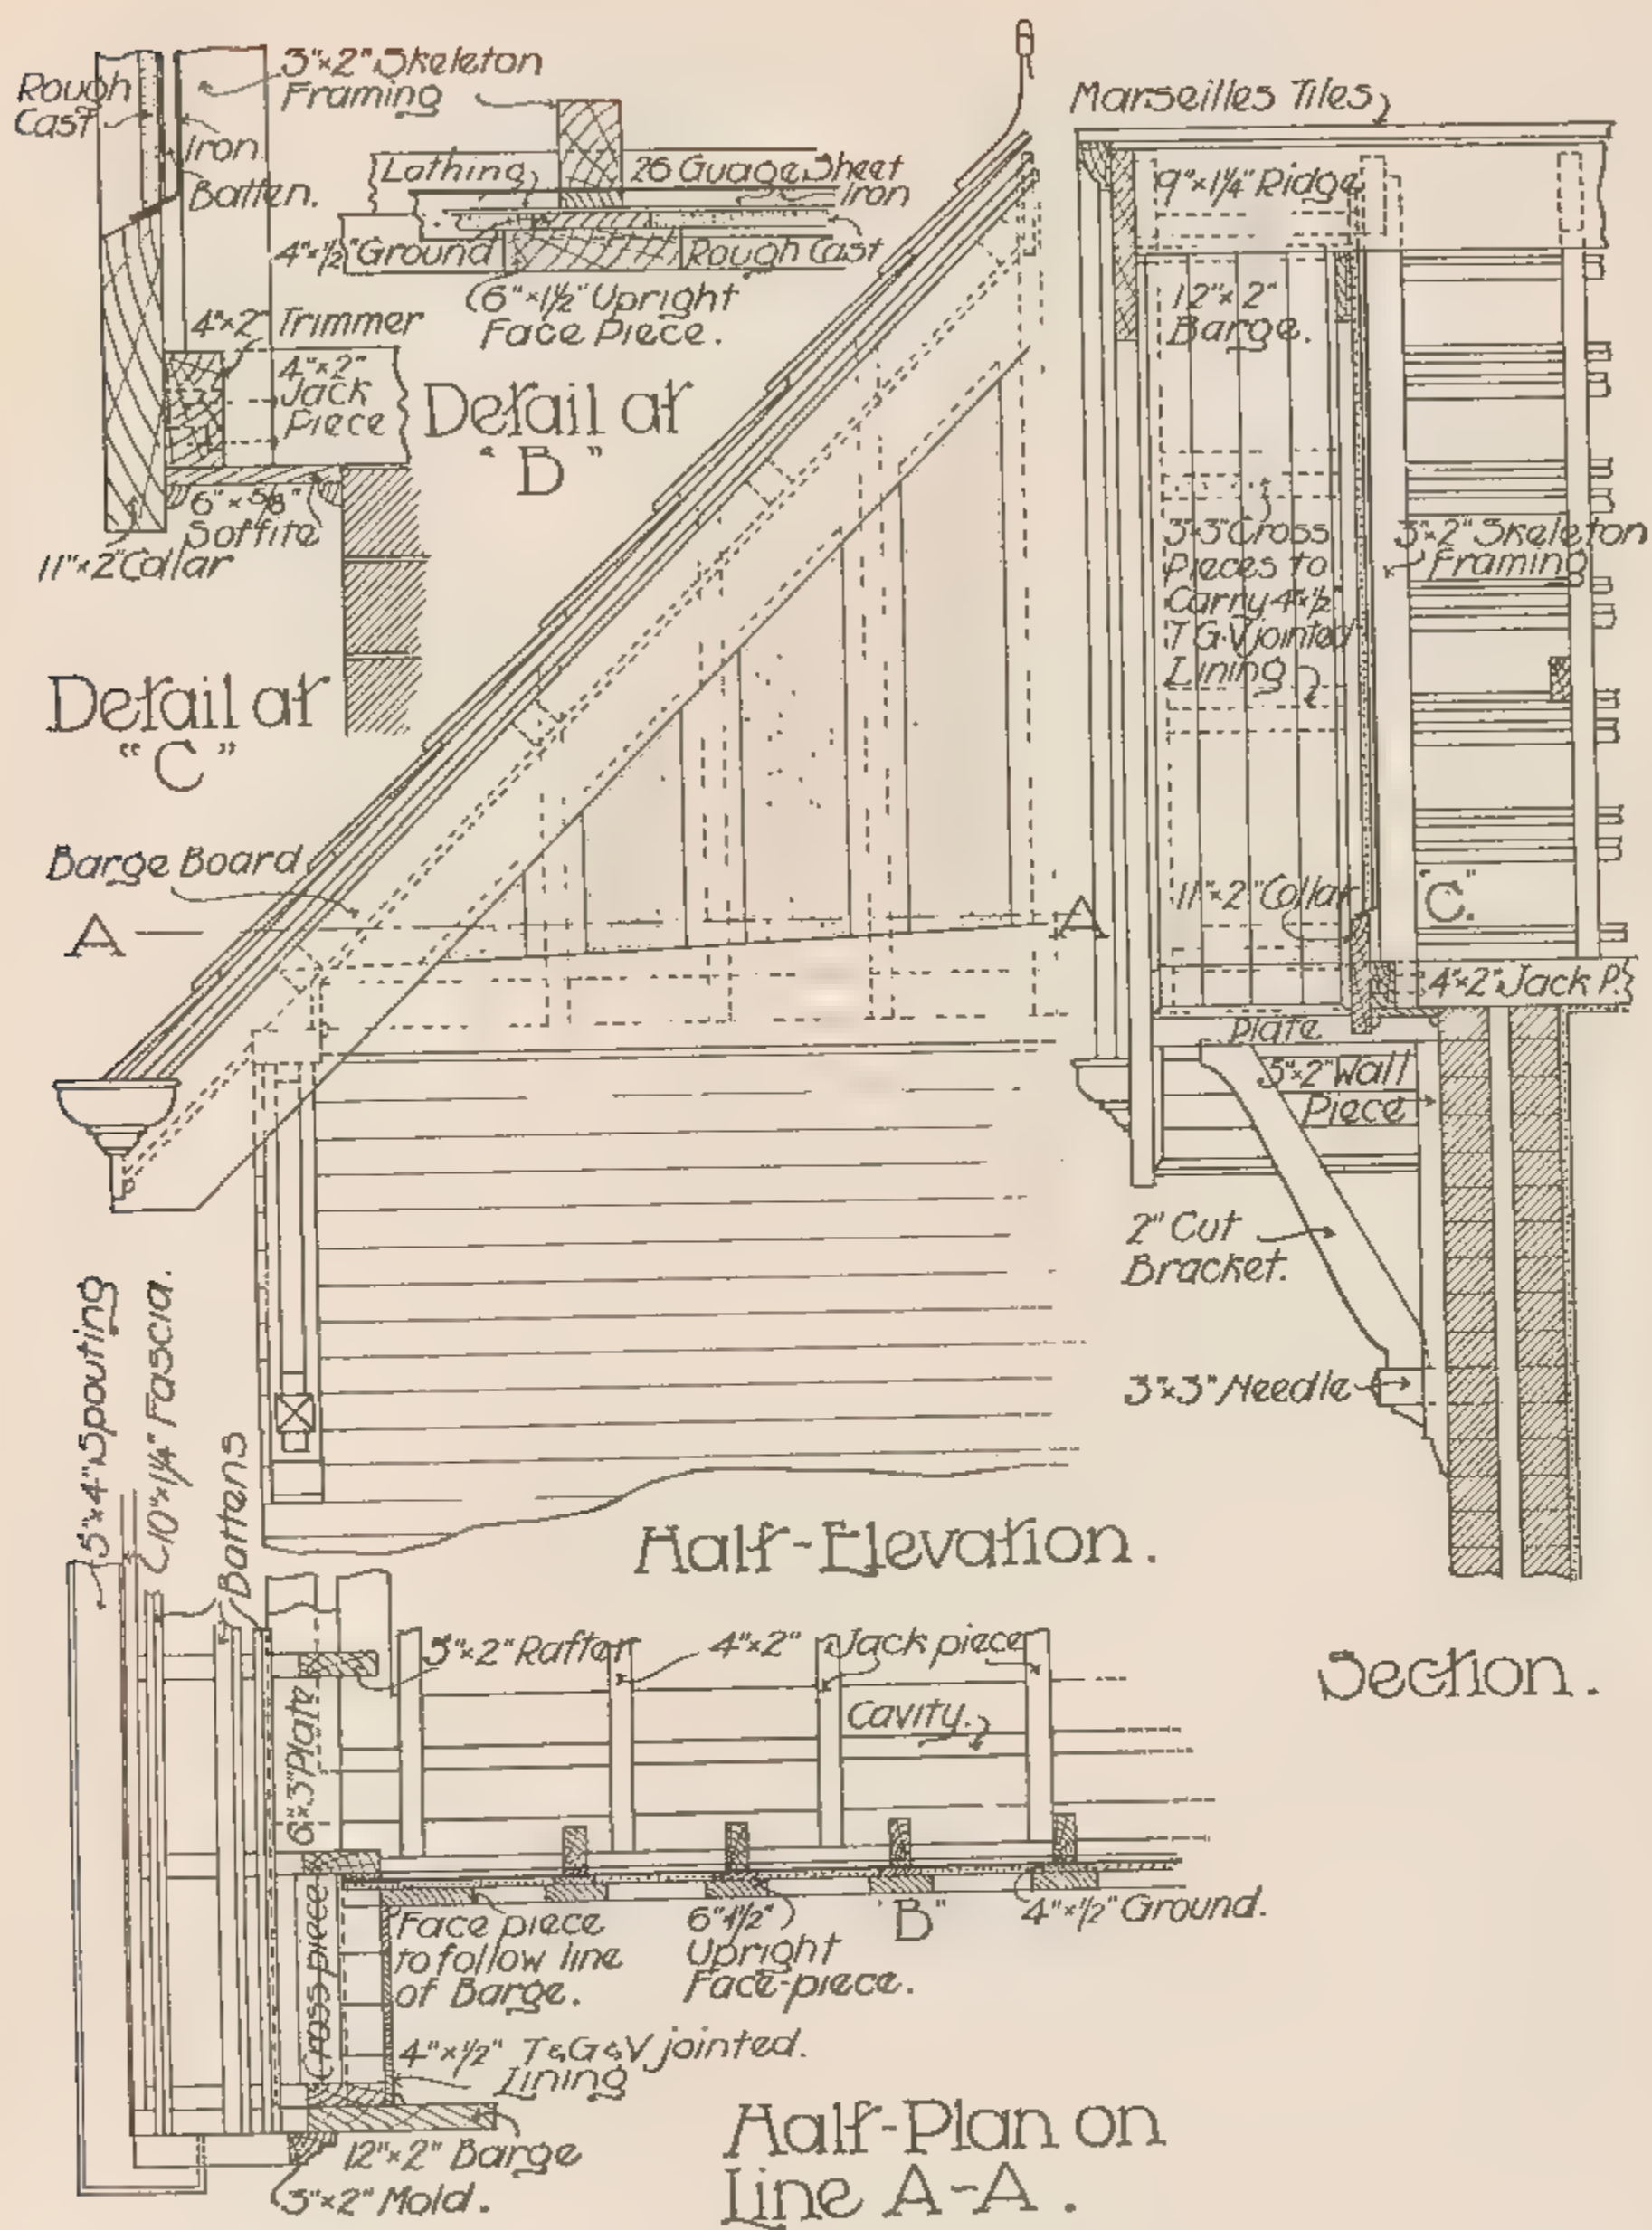 Rough
Cast
3"×2" Skeleton
Framing
Iron
Batten.
Lathing
26 Guage Sheet
Iron
4"×½" Ground
Rough Cast
6"×1½" Upright
Face Piece.
4"×2" Trimmer
4"×2"
Jack
Piece
6"×5/8"
Soffite
11"×2" Collar
Detail at
"B"
Detail at
"C"
Marseilles Tiles
9"×1¼" Ridge
12"×2"
Barge.
3"×3" Cross
Pieces to
Carry 4"×½"
T G·V jointed
Lining
3"×2" Skeleton
Framing
11"×2" Collar
"C."
4"×2" Jack P.
Plate
5"×2" Wall
Piece
2" Cut
Bracket.
3"×3" Needle
Barge Board
A
A
Half-Elevation.
Section.
5"×4" Spouting
10"×1¼" Fascia.
Battens
5"×2" Rafter
4"×2" Jack piece
Cavity.
6"×3" Plate
Cross piece
Face piece
to follow line
of Barge.
6"1½"
Upright
Face-piece.
"B"
4"×½" Ground.
4"×½" T&G&V jointed.
Lining
12"×2" Barge
3"×2" Mold.
Half-Plan on
Line A-A.